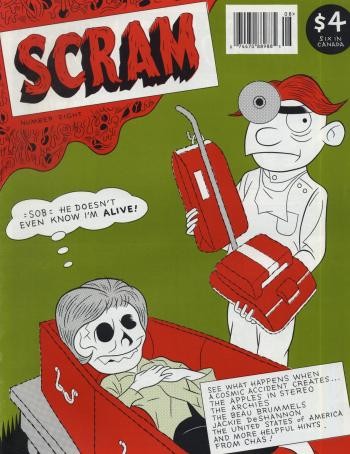 08>
$4
SIX IN
CANADA
SCRAM
NUMBER EIGHT
:SOB: HE DOESN'T
EVEN KNOW I'M ALIVE!
SEE WHAT HAPPENS WHEN
A COSMIC ACCIDENT CREATES...
THE APPLES IN STEREO
THE ARCHIES
THE BEAU BRUMMELS
JACKIE DeSHANNON
THE UNITED STATES of AMERICA
AND MORE HELPFUL HINTS
FROM CHAS!